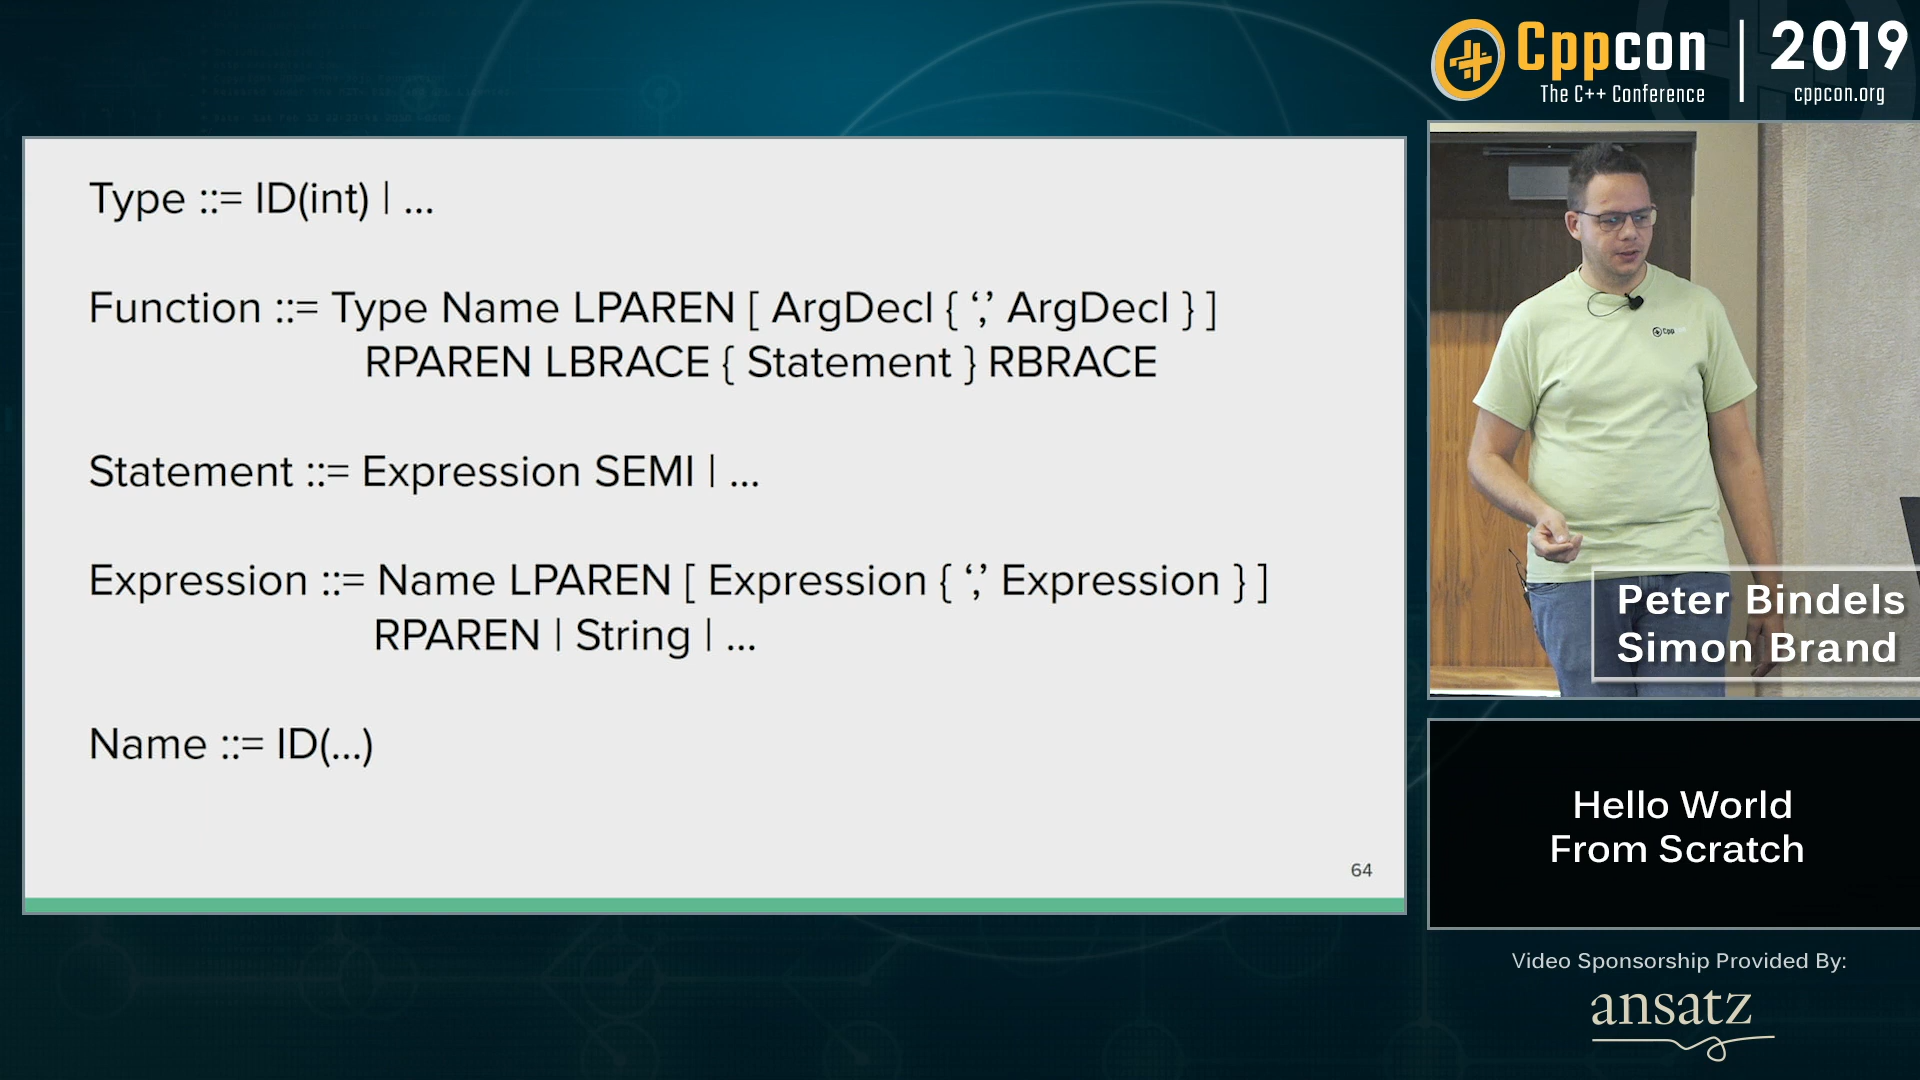 Cppcon
The C++ Conference
2019
cppcon.org
Type ::= ID(int) | ...
Function ::= Type Name LPAREN [ ArgDecl { ‘,’ ArgDecl } ]
RPAREN LBRACE { Statement } RBRACE
Statement ::= Expression SEMI | ...
Expression ::= Name LPAREN [ Expression { ‘,’ Expression } ]
RPAREN | String | ...
Name ::= ID(...)
64
Peter Bindels
Simon Brand
Hello World
From Scratch
Video Sponsorship Provided By:
ansatz